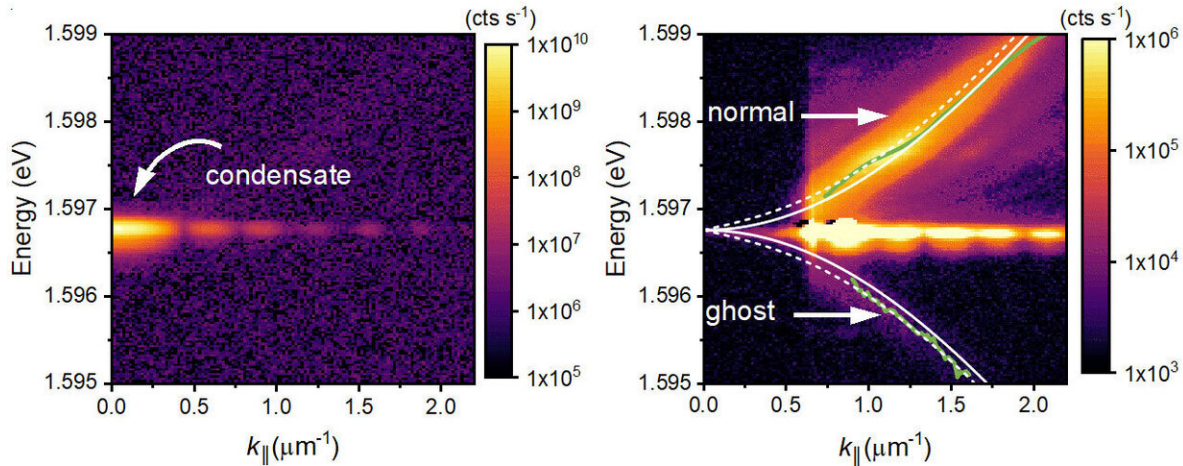 (cts s⁻¹)
1.599
1.598
1.597
1.596
1.595
Energy (eV)
condensate
0.0 0.5 1.0 1.5 2.0
k∥(μm⁻¹)
1x10¹⁰
1x10⁹
1x10⁸
1x10⁷
1x10⁶
1x10⁵
(cts s⁻¹)
1.599
1.598
1.597
1.596
1.595
Energy (eV)
normal
ghost
0.0 0.5 1.0 1.5 2.0
k∥(μm⁻¹)
1x10⁶
1x10⁵
1x10⁴
1x10³